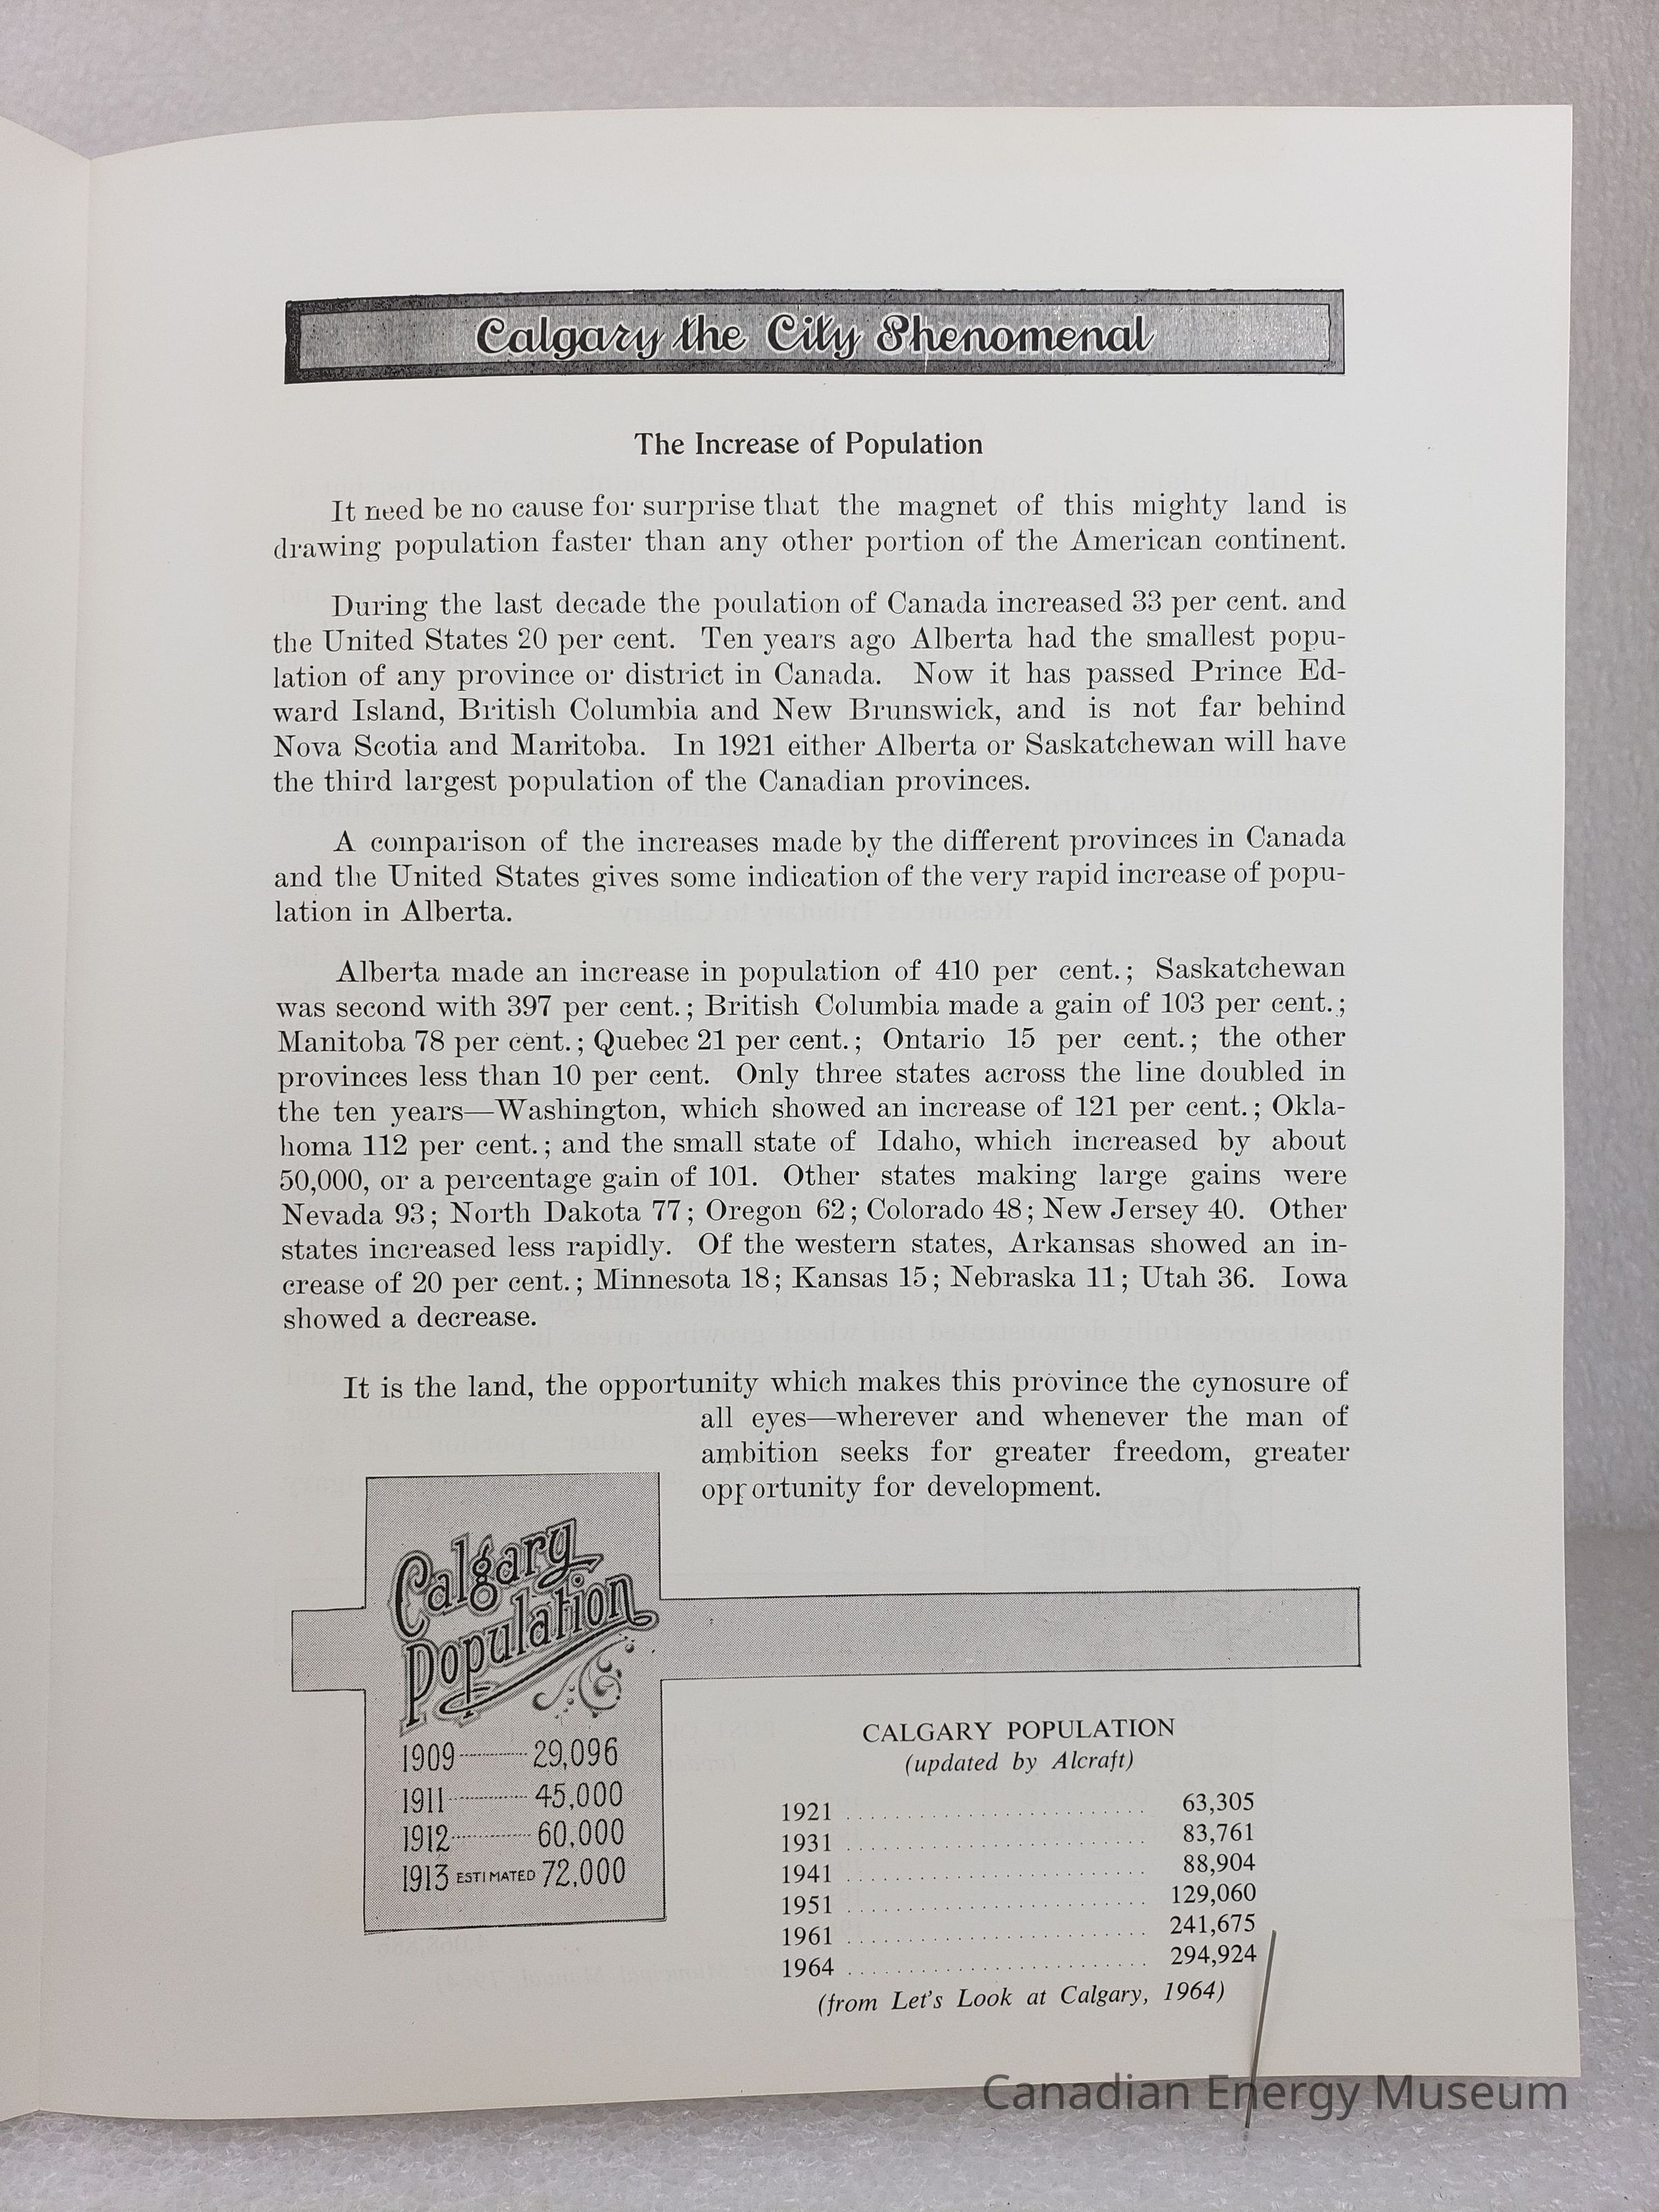 Calgary the City Phenomenal
The Increase of Population
It need be no cause for surprise that the magnet of this mighty land is
drawing population faster than any other portion of the American continent.
During the last decade the poulation of Canada increased 33 per cent. and
the United States 20 per cent. Ten years ago Alberta had the smallest popu-
lation of any province or district in Canada. Now it has passed Prince Ed-
ward Island, British Columbia and New Brunswick, and is not far behind
Nova Scotia and Manitoba. In 1921 either Alberta or Saskatchewan will have
the third largest population of the Canadian provinces.
A comparison of the increases made by the different provinces in Canada
and the United States gives some indication of the very rapid increase of popu-
lation in Alberta.
Alberta made an increase in population of 410 per cent.; Saskatchewan
was second with 397 per cent.; British Columbia made a gain of 103 per cent.;
Manitoba 78 per cent.; Quebec 21 per cent.; Ontario 15 per cent.; the other
provinces less than 10 per cent. Only three states across the line doubled in
the ten years—Washington, which showed an increase of 121 per cent.; Okla-
homa 112 per cent.; and the small state of Idaho, which increased by about
50,000, or a percentage gain of 101. Other states making large gains were
Nevada 93; North Dakota 77; Oregon 62; Colorado 48; New Jersey 40. Other
states increased less rapidly. Of the western states, Arkansas showed an in-
crease of 20 per cent.; Minnesota 18; Kansas 15; Nebraska 11; Utah 36. Iowa
showed a decrease.
It is the land, the opportunity which makes this province the cynosure of
all eyes—wherever and whenever the man of
ambition seeks for greater freedom, greater
opportunity for development.
Calgary
Population
1909 ............ 29,096
1911 ............ 45,000
1912 ............ 60,000
1913 ESTIMATED 72,000
CALGARY POPULATION
(updated by Alcraft)
1921 ............ 63,305
1931 ............ 83,761
1941 ............ 88,904
1951 ............ 129,060
1961 ............ 241,675
1964 ............ 294,924
(from Let's Look at Calgary, 1964)
Canadian Energy Museum